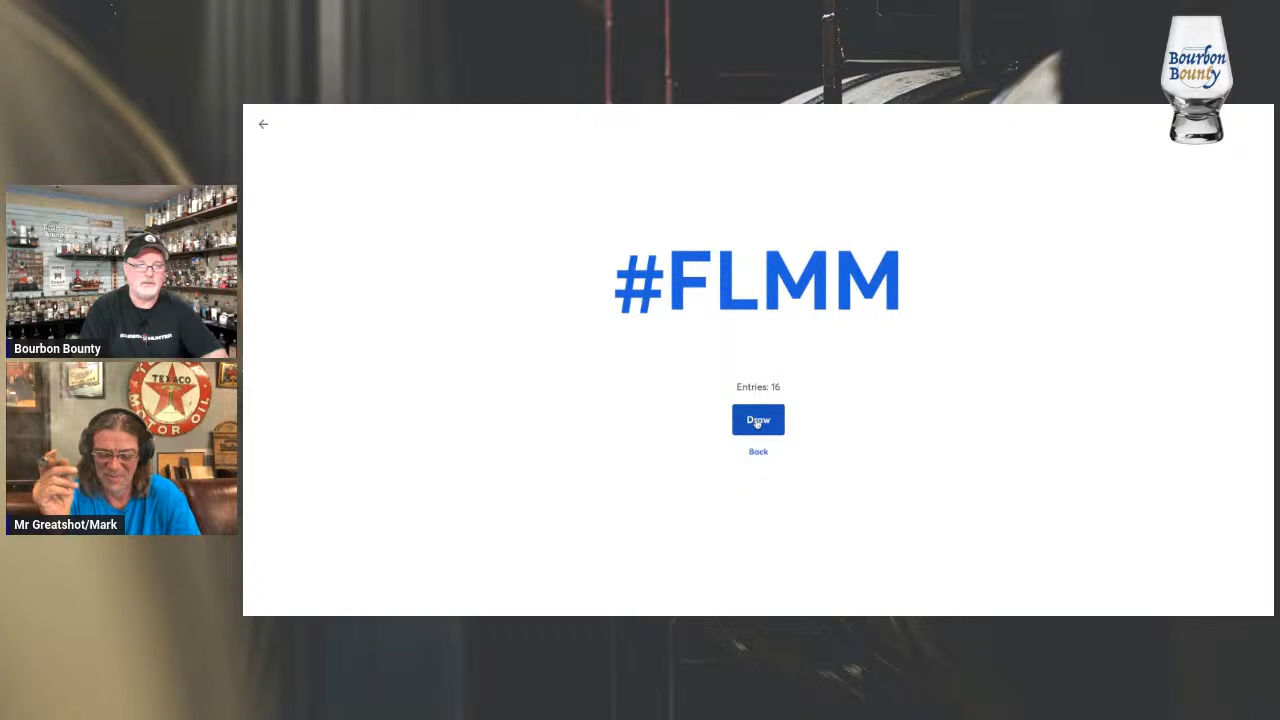 Bourbon
Bounty
←
#FLMM
Entries: 16
Draw
Back
Bourbon Bounty
TEXACO
MOTOR OIL
Mr Greatshot/Mark